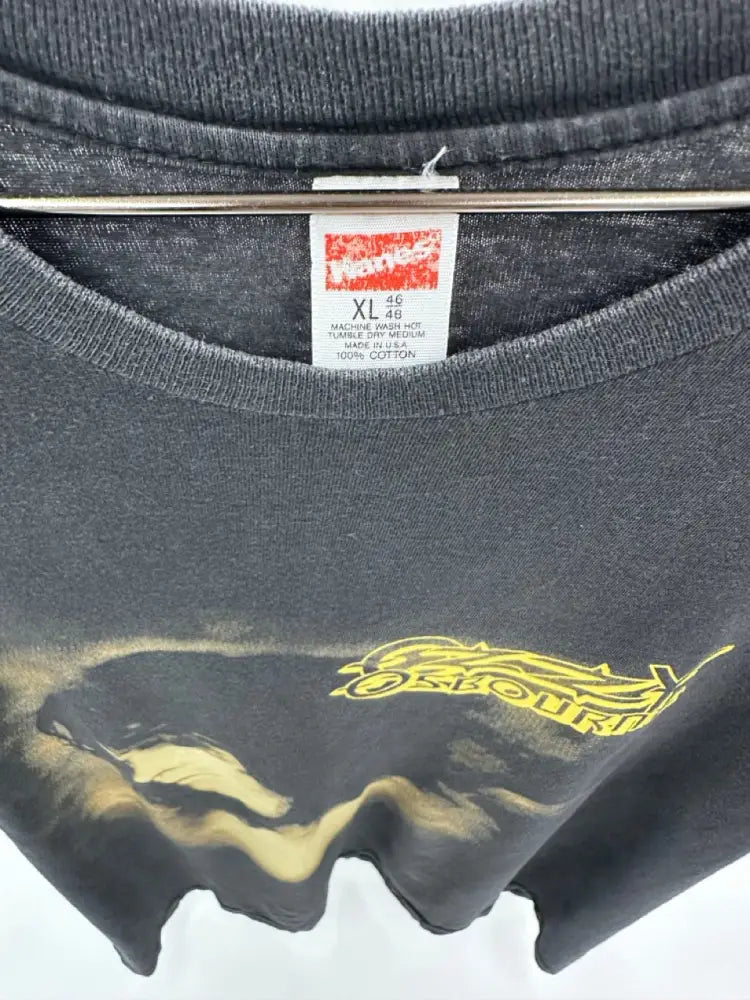 Hanes
XL 46
48
MACHINE WASH HOT
TUMBLE DRY MEDIUM
MADE IN U.S.A.
100% COTTON
OSBOURNE